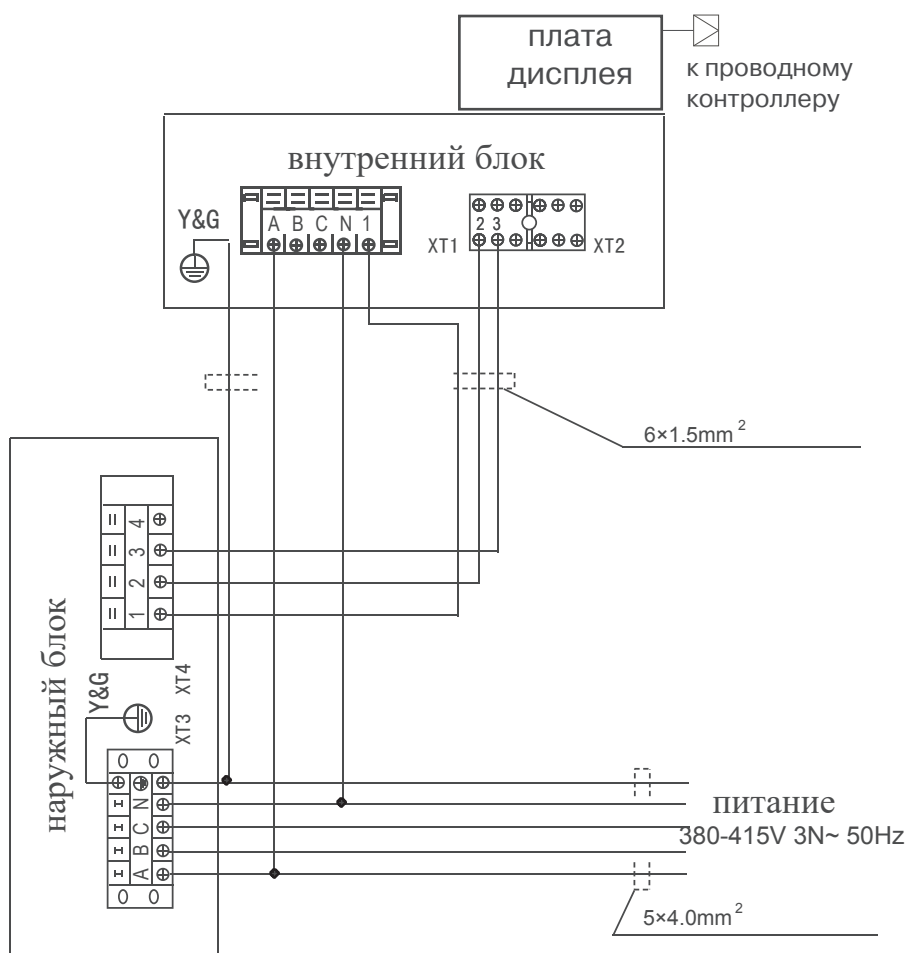 плата
дисплея
к проводному
контроллеру
внутренний блок
Y&G
A B C N 1
2 3
XT1
XT2
6×1.5mm²
наружный блок
4
3
2
1
XT4
Y&G
XT3
N
C
B
A
питание
380-415V 3N~ 50Hz
5×4.0mm²